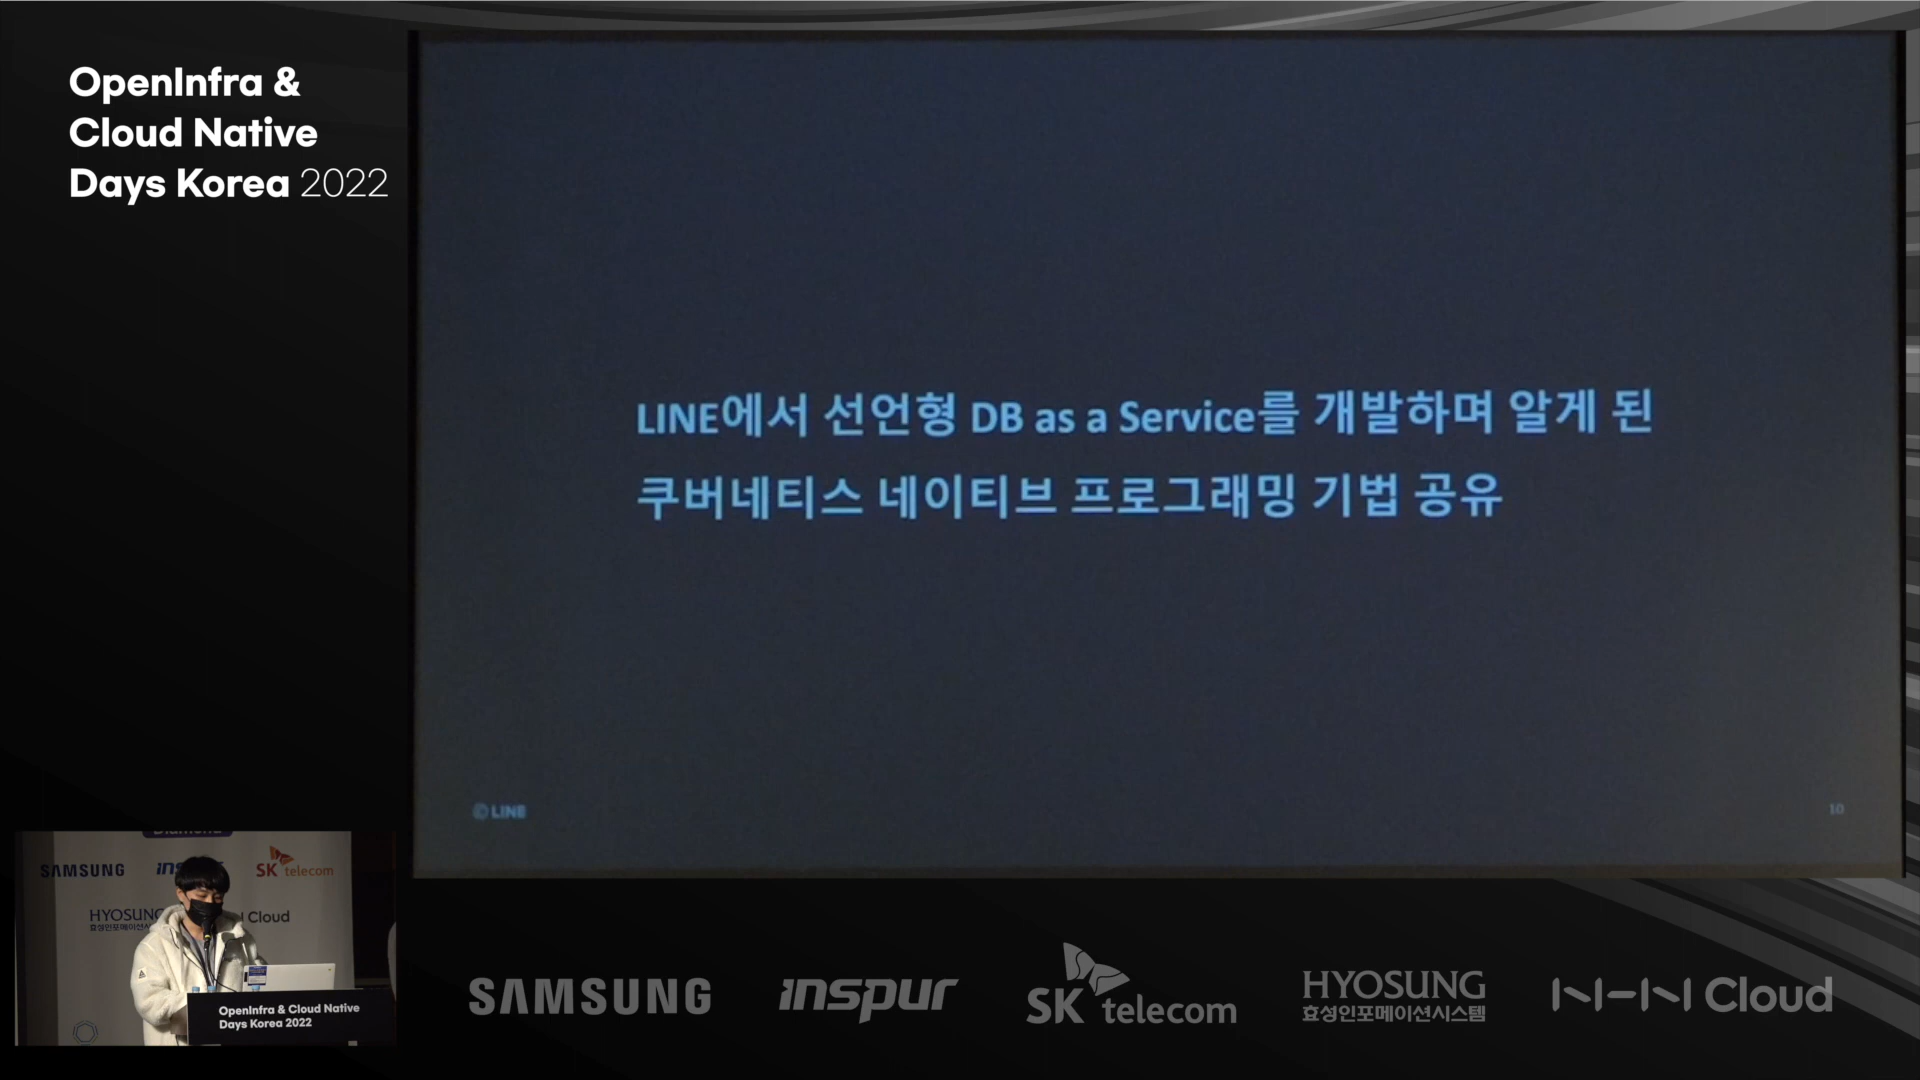 OpenInfra &
Cloud Native
Days Korea 2022
LINE에서 선언형 DB as a Service를 개발하며 알게 된
쿠버네티스 네이티브 프로그래밍 기법 공유
© LINE
10
SAMSUNG
SK telecom
HYOSUNG
Cloud
OpenInfra & Cloud Native
Days Korea 2022
SAMSUNG
inspur
SK telecom
HYOSUNG
효성인포메이션시스템
NHN Cloud